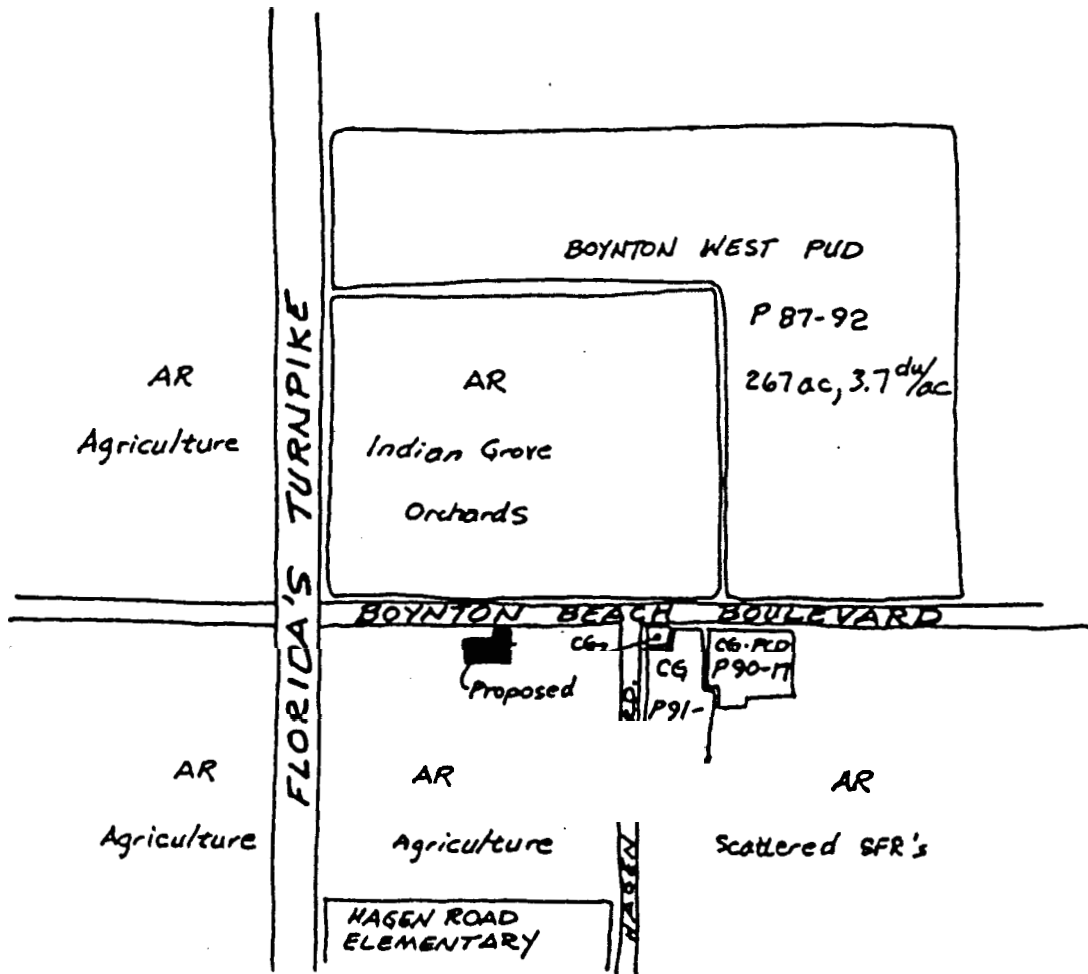 BOYNTON WEST PUD
P 87-92
267 ac, 3.7 du/ac
AR
Agriculture
FLORIDA'S TURNPIKE
AR
Indian Grove
Orchards
BOYNTON BEACH BOULEVARD
Proposed
CG
RD.
CG
P91-
CG-PCD
P90-17
AR
Agriculture
AR
Agriculture
AR
Scattered SFR's
HAGEN
HAGEN ROAD
ELEMENTARY